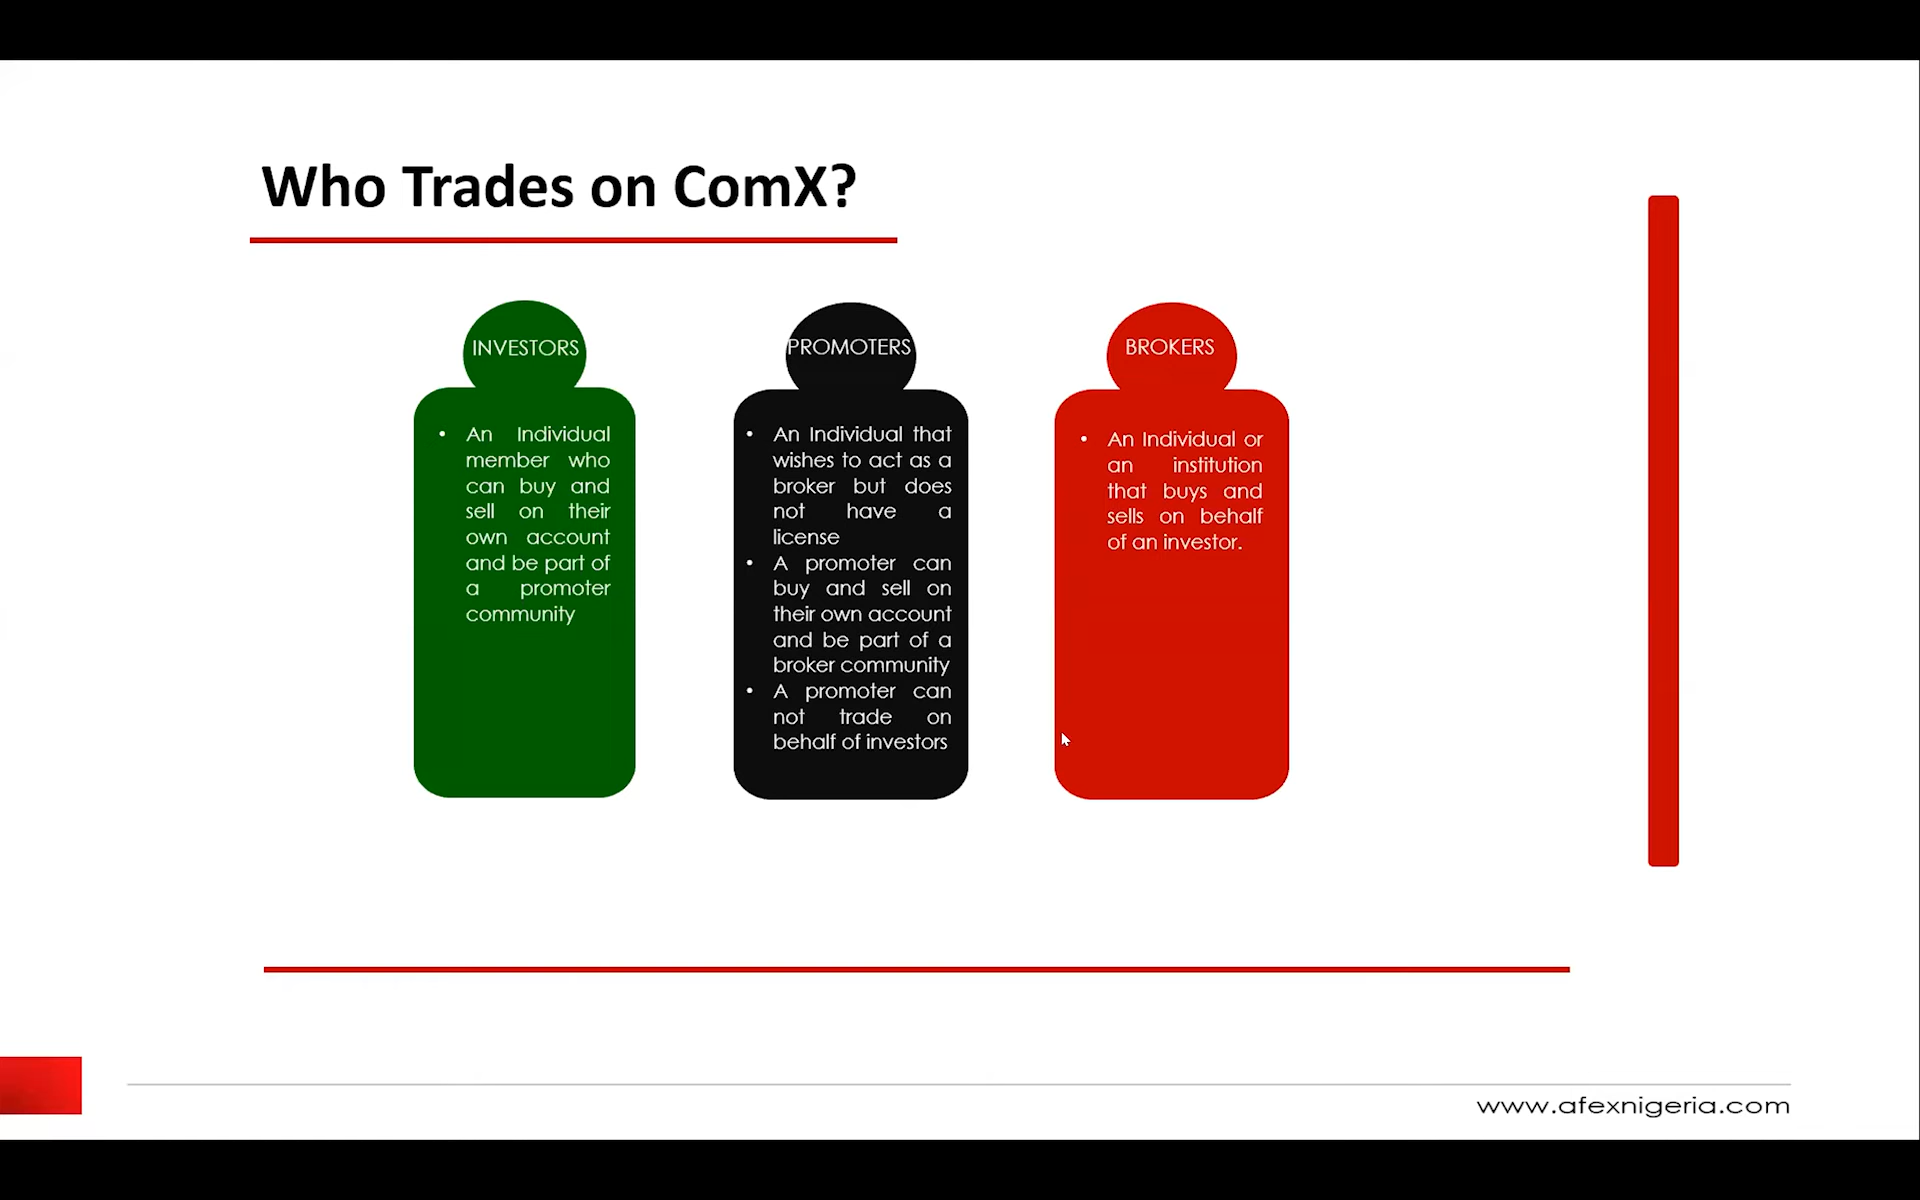 Who Trades on ComX?
INVESTORS
• An Individual
member who
can buy and
sell on their
own account
and be part of
a promoter
community
PROMOTERS
• An Individual that
wishes to act as a
broker but does
not have a
license
• A promoter can
buy and sell on
their own account
and be part of a
broker community
• A promoter can
not trade on
behalf of investors
BROKERS
• An Individual or
an institution
that buys and
sells on behalf
of an investor.
www.afexnigeria.com